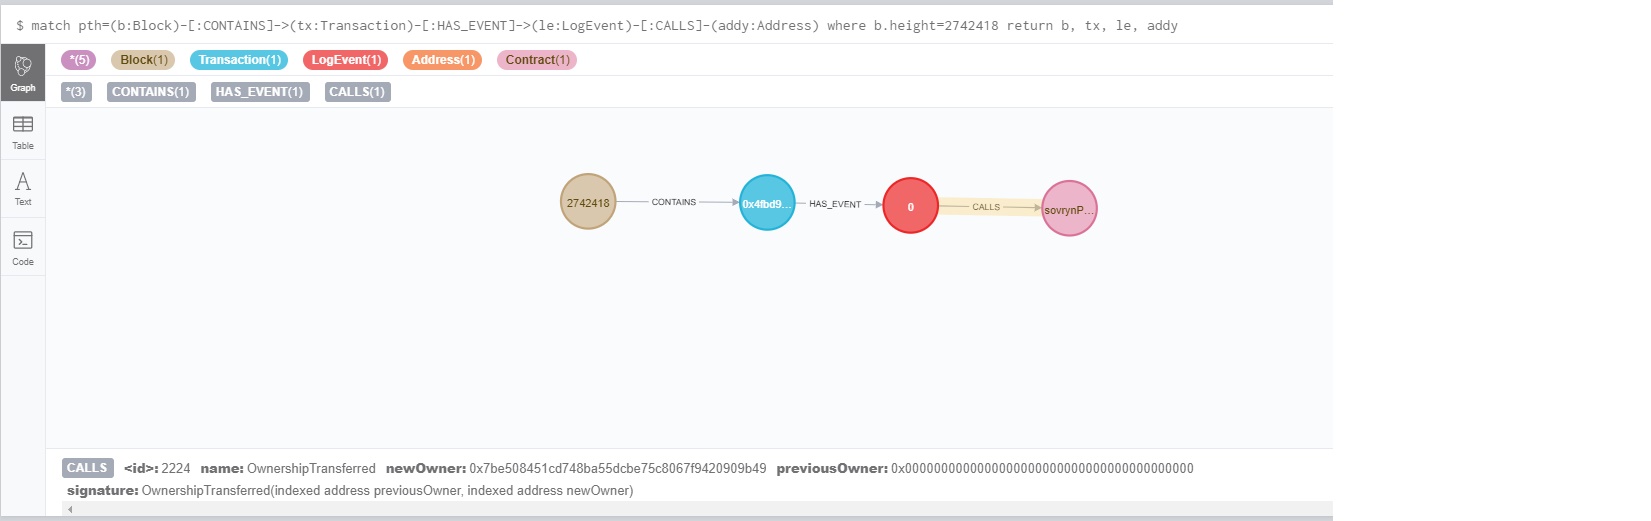 $ match pth=(b:Block)-[:CONTAINS]->(tx:Transaction)-[:HAS_EVENT]->(le:LogEvent)-[:CALLS]-(addy:Address) where b.height=2742418 return b, tx, le, addy
*(5) Block(1) Transaction(1) LogEvent(1) Address(1) Contract(1)
Graph
*(3) CONTAINS(1) HAS_EVENT(1) CALLS(1)
Table
Text
Code
2742418 CONTAINS 0x4fbd9... HAS_EVENT 0 CALLS sovrynP...
CALLS <id>: 2224 name: OwnershipTransferred newOwner: 0x7be508451cd748ba55dcbe75c8067f9420909b49 previousOwner: 0x0000000000000000000000000000000000000000
signature: OwnershipTransferred(indexed address previousOwner, indexed address newOwner)